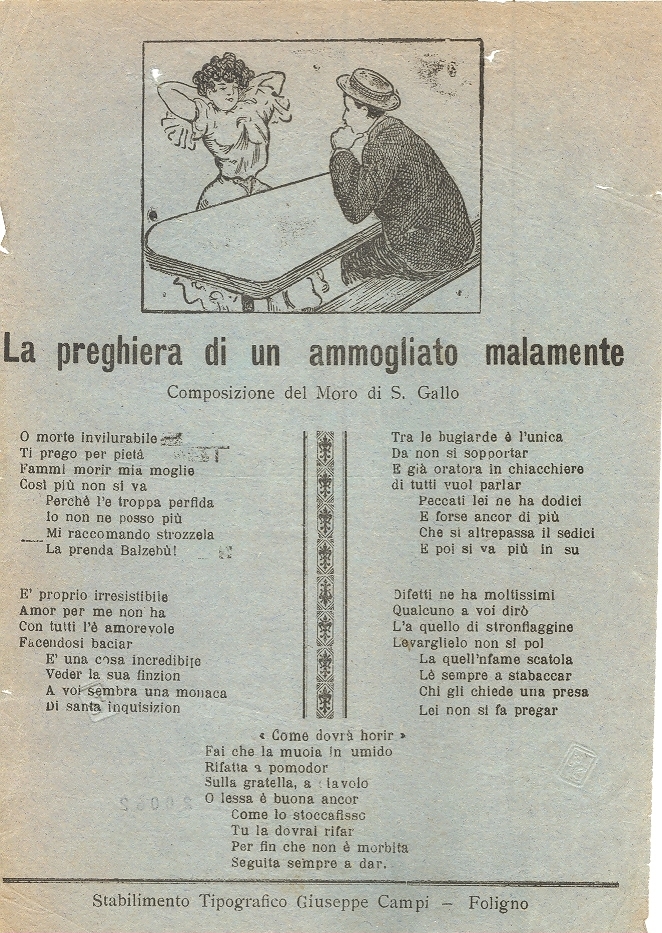 La preghiera di un ammogliato malamente
Composizione del Moro di S. Gallo
O morte invilurabile
Ti prego per pietà
Fammi morir mia moglie
Così più non si va
Perchè l'e troppa perfida
Io non ne posso più
Mi raccomando strozzela
La prenda Balzebù!
E' proprio irresistibile
Amor per me non ha
Con tutti l'è amorevole
Facendosi baciar
E' una cosa incredibile
Veder la sua finzion
A voi sembra una monaca
Di santa inquisizion
Tra le bugiarde è l'unica
Da non si sopportar
E già oratora in chiacchiere
di tutti vuol parlar
Peccati lei ne ha dodici
E forse ancor di più
Che si altrepassa il sedici
E poi si va più in su
Difetti ne ha moltissimi
Qualcuno a voi dirò
L'a quello di stronflaggine
Levarglielo non si pol
La quell'nfame scatola
Lè sempre a stabaccar
Chi gli chiede una presa
Lei non si fa pregar
« Come dovrà horir »
Fai che la muoia in umido
Rifatta a pomodor
Sulla gratella, a tavolo
O lessa è buona ancor
Come lo stoccafisso
Tu la dovrai rifar
Per fin che non è morbita
Seguita sempre a dar.
20062
Stabilimento Tipografico Giuseppe Campi – Foligno